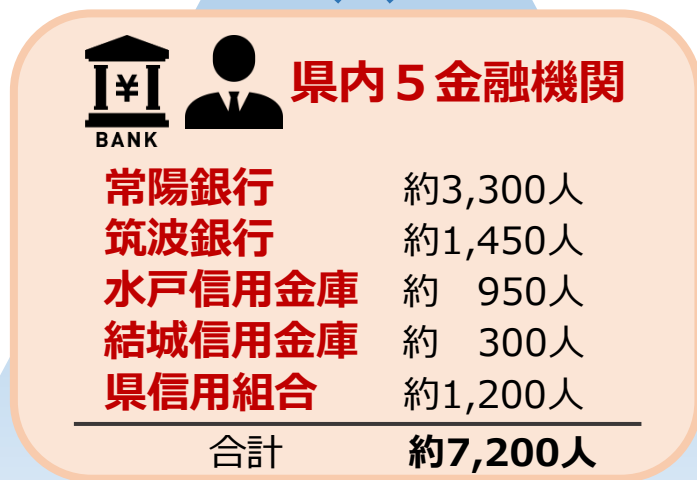 ¥
BANK
県内5金融機関
常陽銀行 約3,300人
筑波銀行 約1,450人
水戸信用金庫 約　950人
結城信用金庫 約　300人
県信用組合 約1,200人
合計 約7,200人